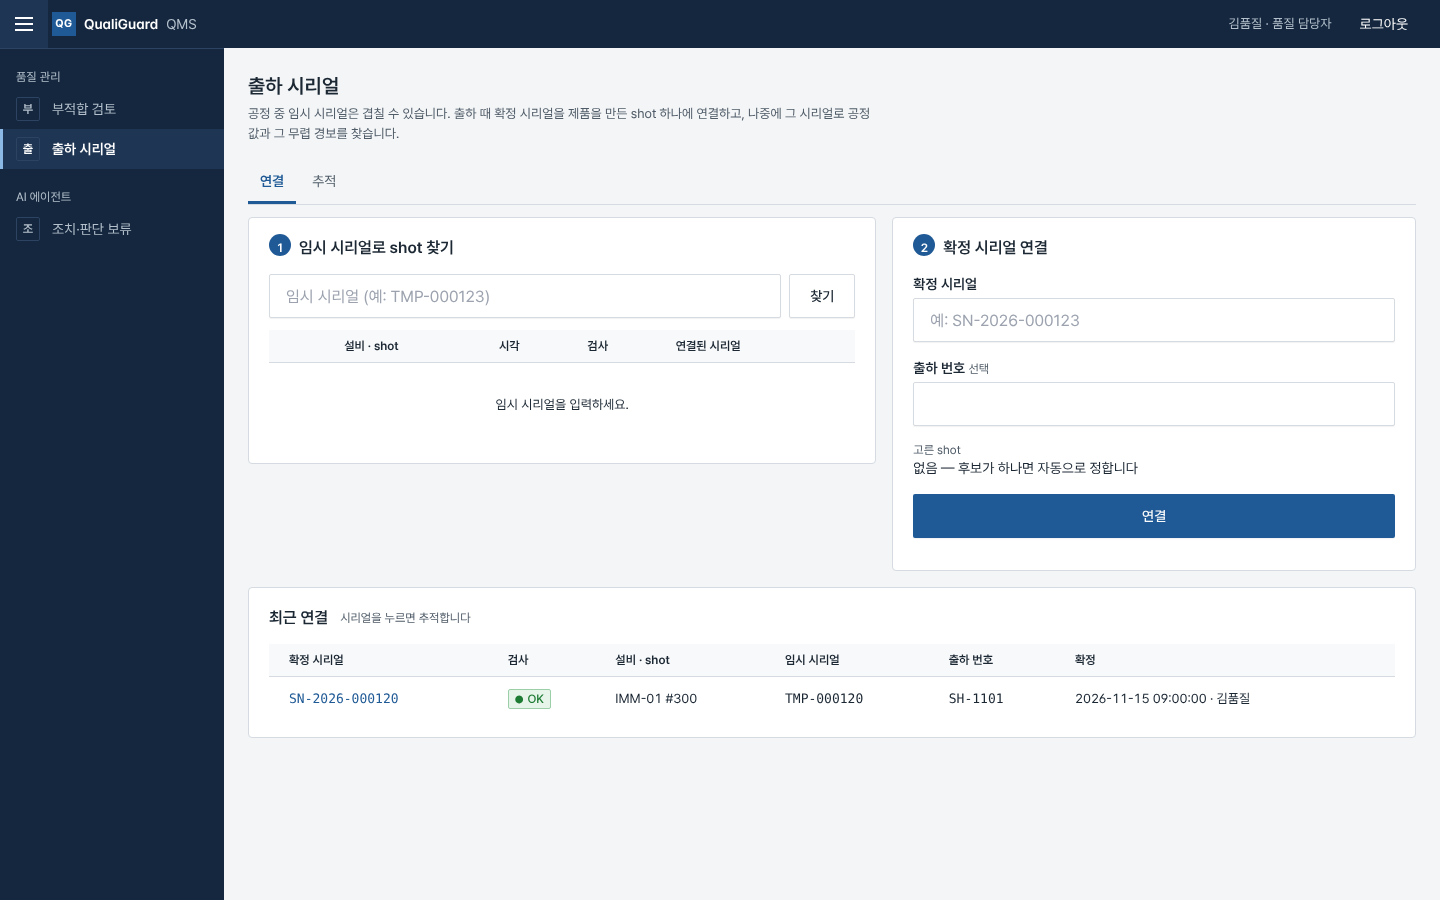 QG QualiGuard QMS
김품질 · 품질 담당자 로그아웃
품질 관리
부 부적합 검토
출 출하 시리얼
AI 에이전트
조 조치·판단 보류
출하 시리얼
공정 중 임시 시리얼은 겹칠 수 있습니다. 출하 때 확정 시리얼을 제품을 만든 shot 하나에 연결하고, 나중에 그 시리얼로 공정
값과 그 무렵 경보를 찾습니다.
연결 추적
1 임시 시리얼로 shot 찾기
임시 시리얼 (예: TMP-000123) 찾기
설비 · shot 시각 검사 연결된 시리얼
임시 시리얼을 입력하세요.
2 확정 시리얼 연결
확정 시리얼
예: SN-2026-000123
출하 번호 선택
고른 shot
없음 — 후보가 하나면 자동으로 정합니다
연결
최근 연결 시리얼을 누르면 추적합니다
확정 시리얼 검사 설비 · shot 임시 시리얼 출하 번호 확정
SN-2026-000120 OK IMM-01 #300 TMP-000120 SH-1101 2026-11-15 09:00:00 · 김품질